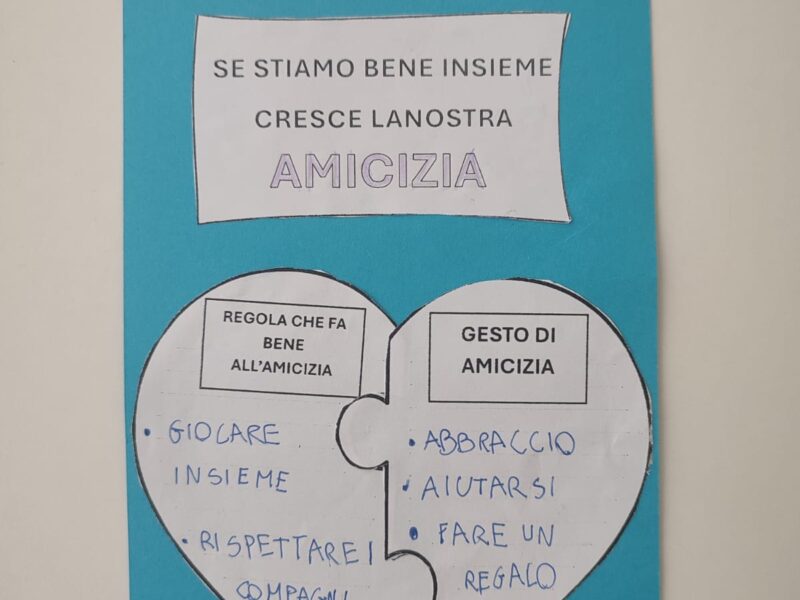 SE STIAMO BENE INSIEME
CRESCE LANOSTRA
AMICIZIA
REGOLA CHE FA
BENE
ALL'AMICIZIA
• GIOCARE
INSIEME
• RISPETTARE I
COMPAGNI
GESTO DI
AMICIZIA
• ABBRACCIO
• AIUTARSI
• FARE UN
REGALO